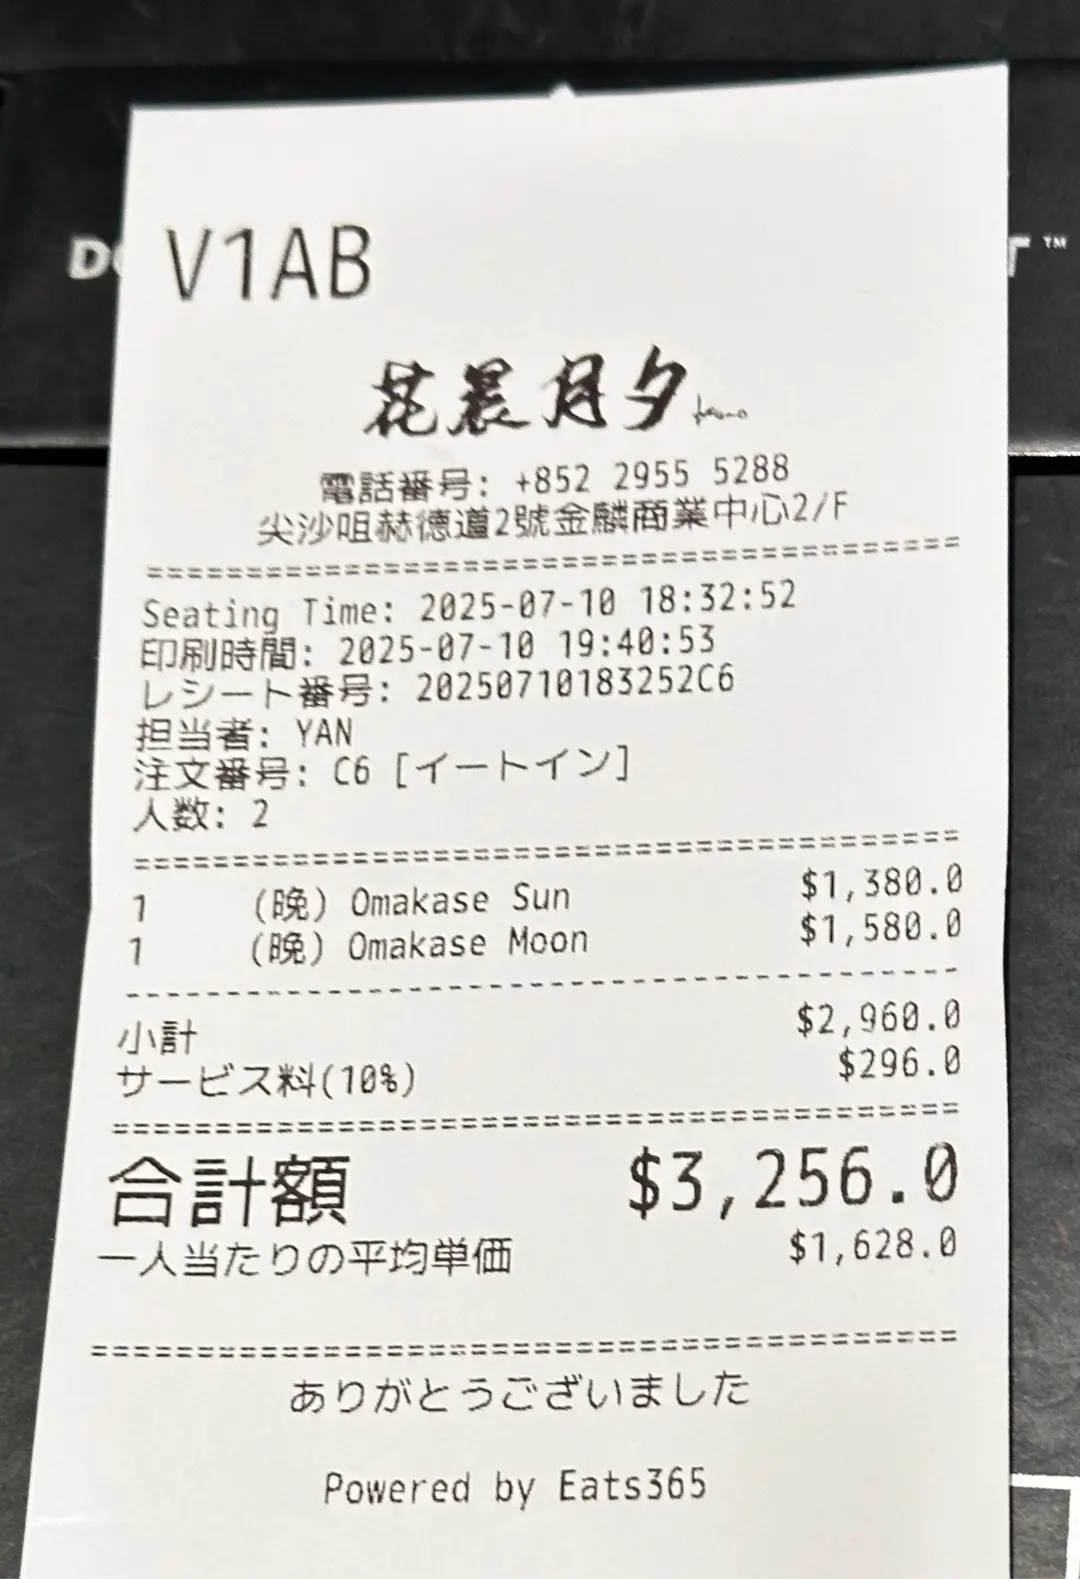 V1AB
花晨月夕
電話番号: +852 2955 5288
尖沙咀赫德道2號金麟商業中心2/F
========================================
Seating Time: 2025-07-10 18:32:52
印刷時間: 2025-07-10 19:40:53
レシート番号: 20250710183252C6
担当者: YAN
注文番号: C6 [イートイン]
人数: 2
========================================
1 (晩) Omakase Sun $1,380.0
1 (晩) Omakase Moon $1,580.0
----------------------------------------
小計 $2,960.0
サービス料(10%) $296.0
========================================
合計額 $3,256.0
一人当たりの平均単価 $1,628.0
========================================
ありがとうございました
Powered by Eats365